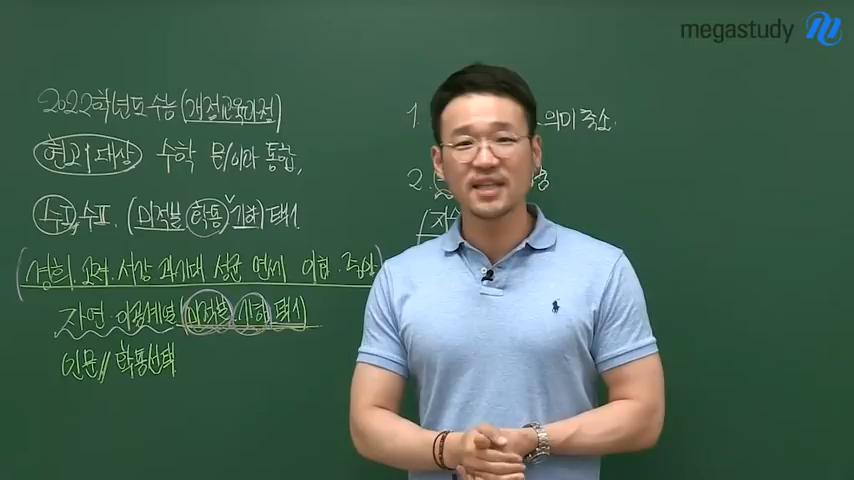 megastudy
2022학년도 수능 (개정교육과정)
현고1 대상 수학 문/이과 통합,
수I, 수II. (미적분, 확통, 기하) 택1.
(경희. 고려. 서강. 과기대 성균 연세 이화. 중앙)
자연. 이공계열 미적분, 기하 택1
인문// 확통선택
1. 의미 축소.
2.